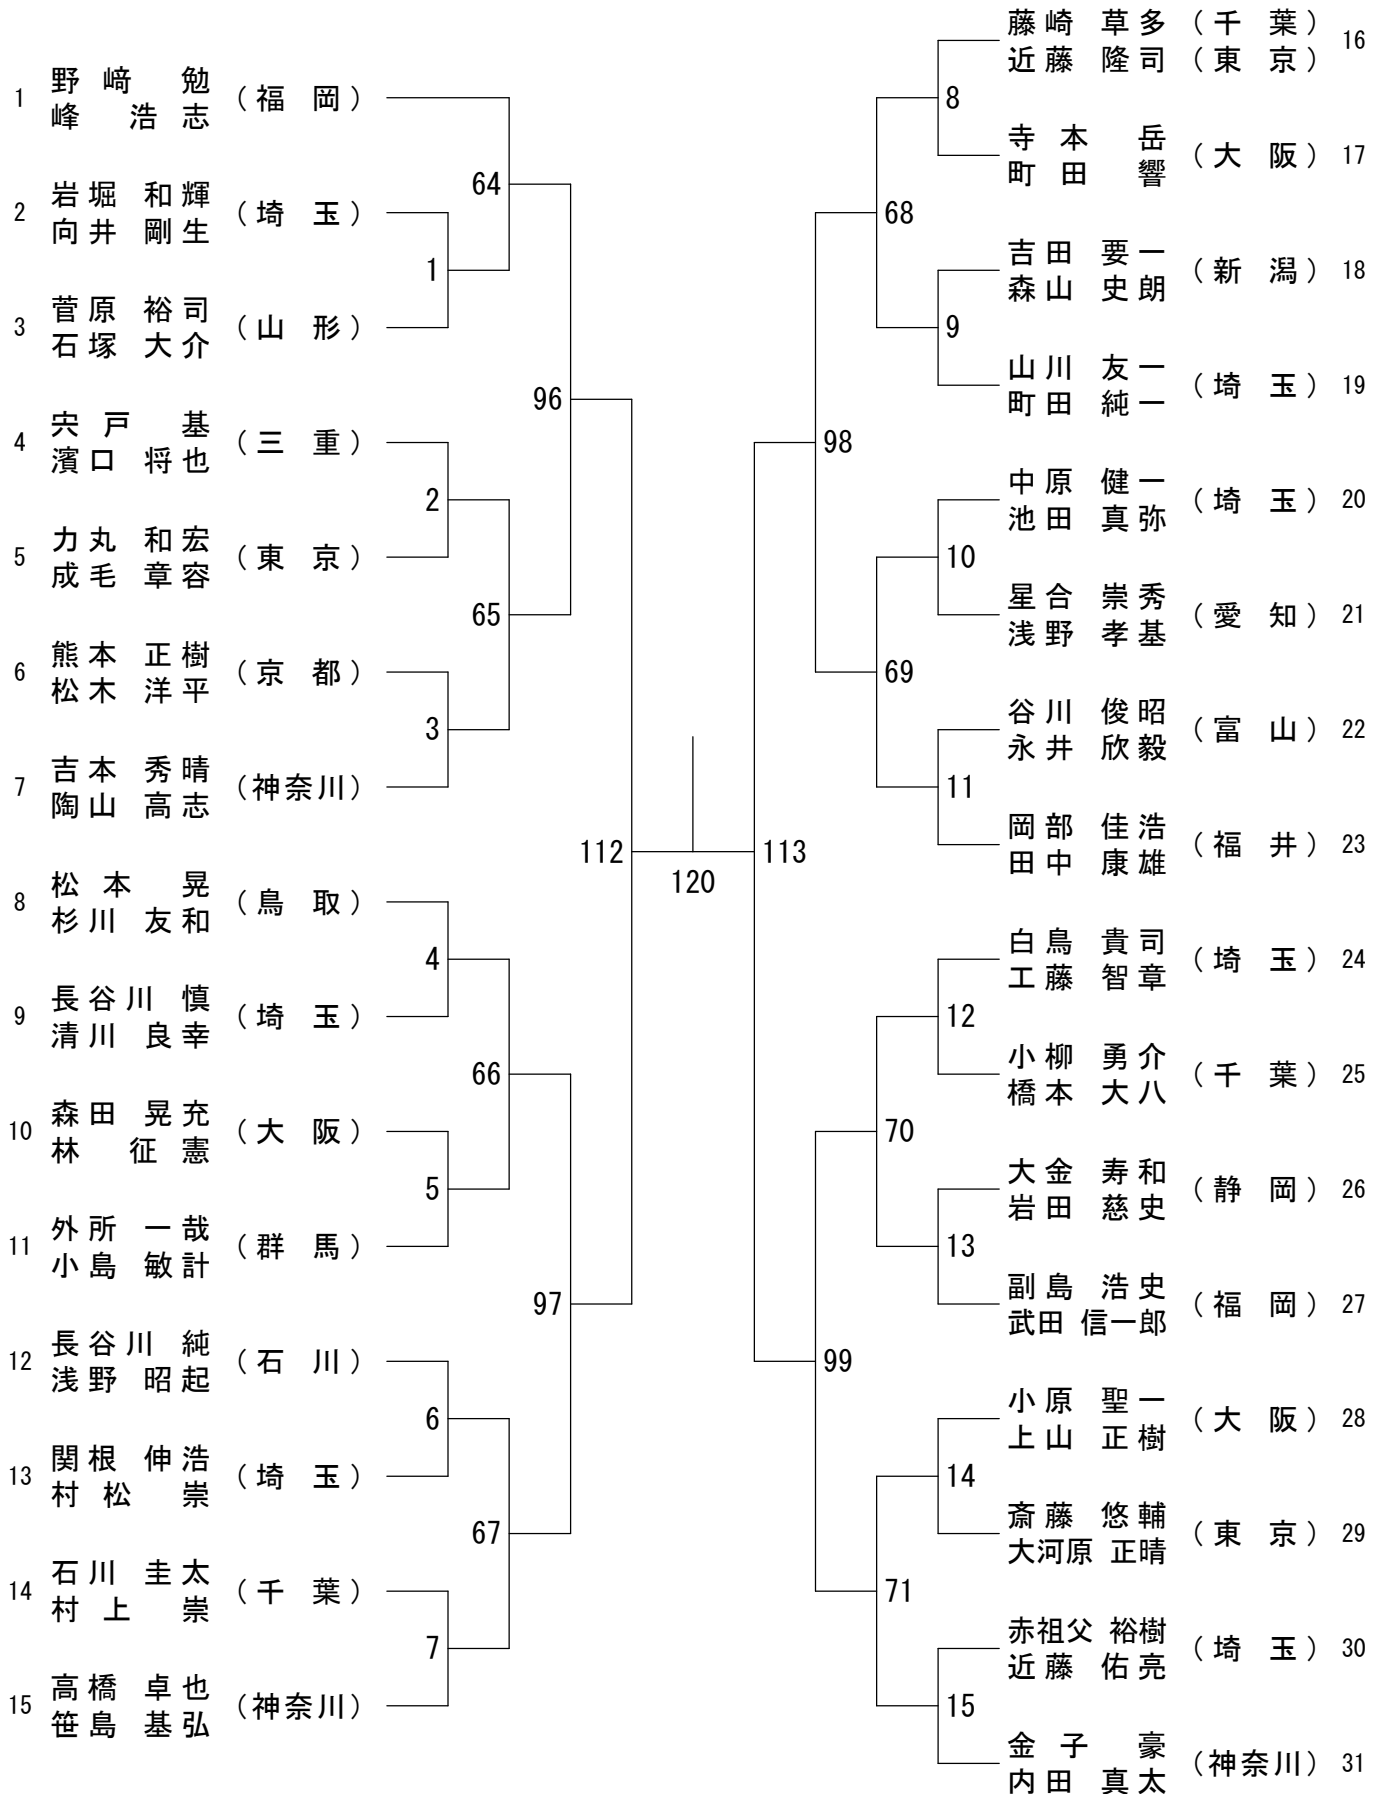 1 野﨑 勉 (福岡)
峰 浩志
64
2 岩堀 和輝 (埼玉)
向井 剛生
1
3 菅原 裕司 (山形)
石塚 大介
96
4 宍戸 基 (三重)
濱口 将也
2
5 力丸 和宏 (東京)
成毛 章容
65
6 熊本 正樹 (京都)
松木 洋平
3
7 吉本 秀晴 (神奈川)
陶山 高志
112
8 松本 晃 (鳥取)
杉川 友和
4
9 長谷川 慎 (埼玉)
清川 良幸
66
10 森田 晃充 (大阪)
林 征憲
5
11 外所 一哉 (群馬)
小島 敏計
97
12 長谷川 純 (石川)
浅野 昭起
6
13 関根 伸浩 (埼玉)
村松 崇
67
14 石川 圭太 (千葉)
村上 崇
7
15 高橋 卓也 (神奈川)
笹島 基弘
120
藤崎 草多 (千葉) 16
近藤 隆司 (東京)
8
寺本 岳 (大阪) 17
町田 響
68
吉田 要一 (新潟) 18
森山 史朗
9
山川 友一 (埼玉) 19
町田 純一
98
中原 健一 (埼玉) 20
池田 真弥
10
星合 崇秀 (愛知) 21
浅野 孝基
69
谷川 俊昭 (富山) 22
永井 欣毅
11
岡部 佳浩 (福井) 23
田中 康雄
113
白鳥 貴司 (埼玉) 24
工藤 智章
12
小柳 勇介 (千葉) 25
橋本 大八
70
大金 寿和 (静岡) 26
岩田 慈史
13
副島 浩史 (福岡) 27
武田 信一郎
99
小原 聖一 (大阪) 28
上山 正樹
14
斎藤 悠輔 (東京) 29
大河原 正晴
71
赤祖父 裕樹 (埼玉) 30
近藤 佑亮
15
金子 豪 (神奈川) 31
内田 真太